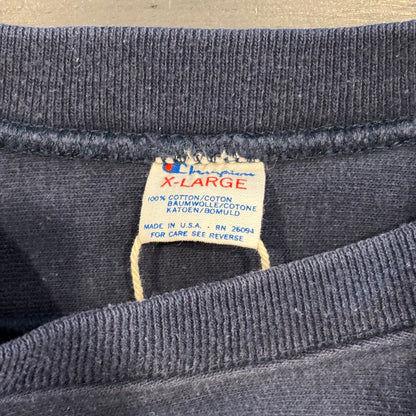 Champion
X-LARGE
100% COTTON/COTON
BAUMWOLLE/COTONE
KATOEN/BOMULD
MADE IN U.S.A. - RN 26094
FOR CARE SEE REVERSE